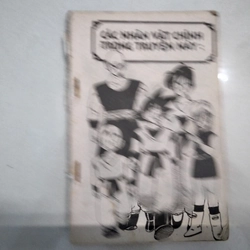 CÁC NHÂN VẬT CHÍNH
TRONG TRUYỆN NÀY: